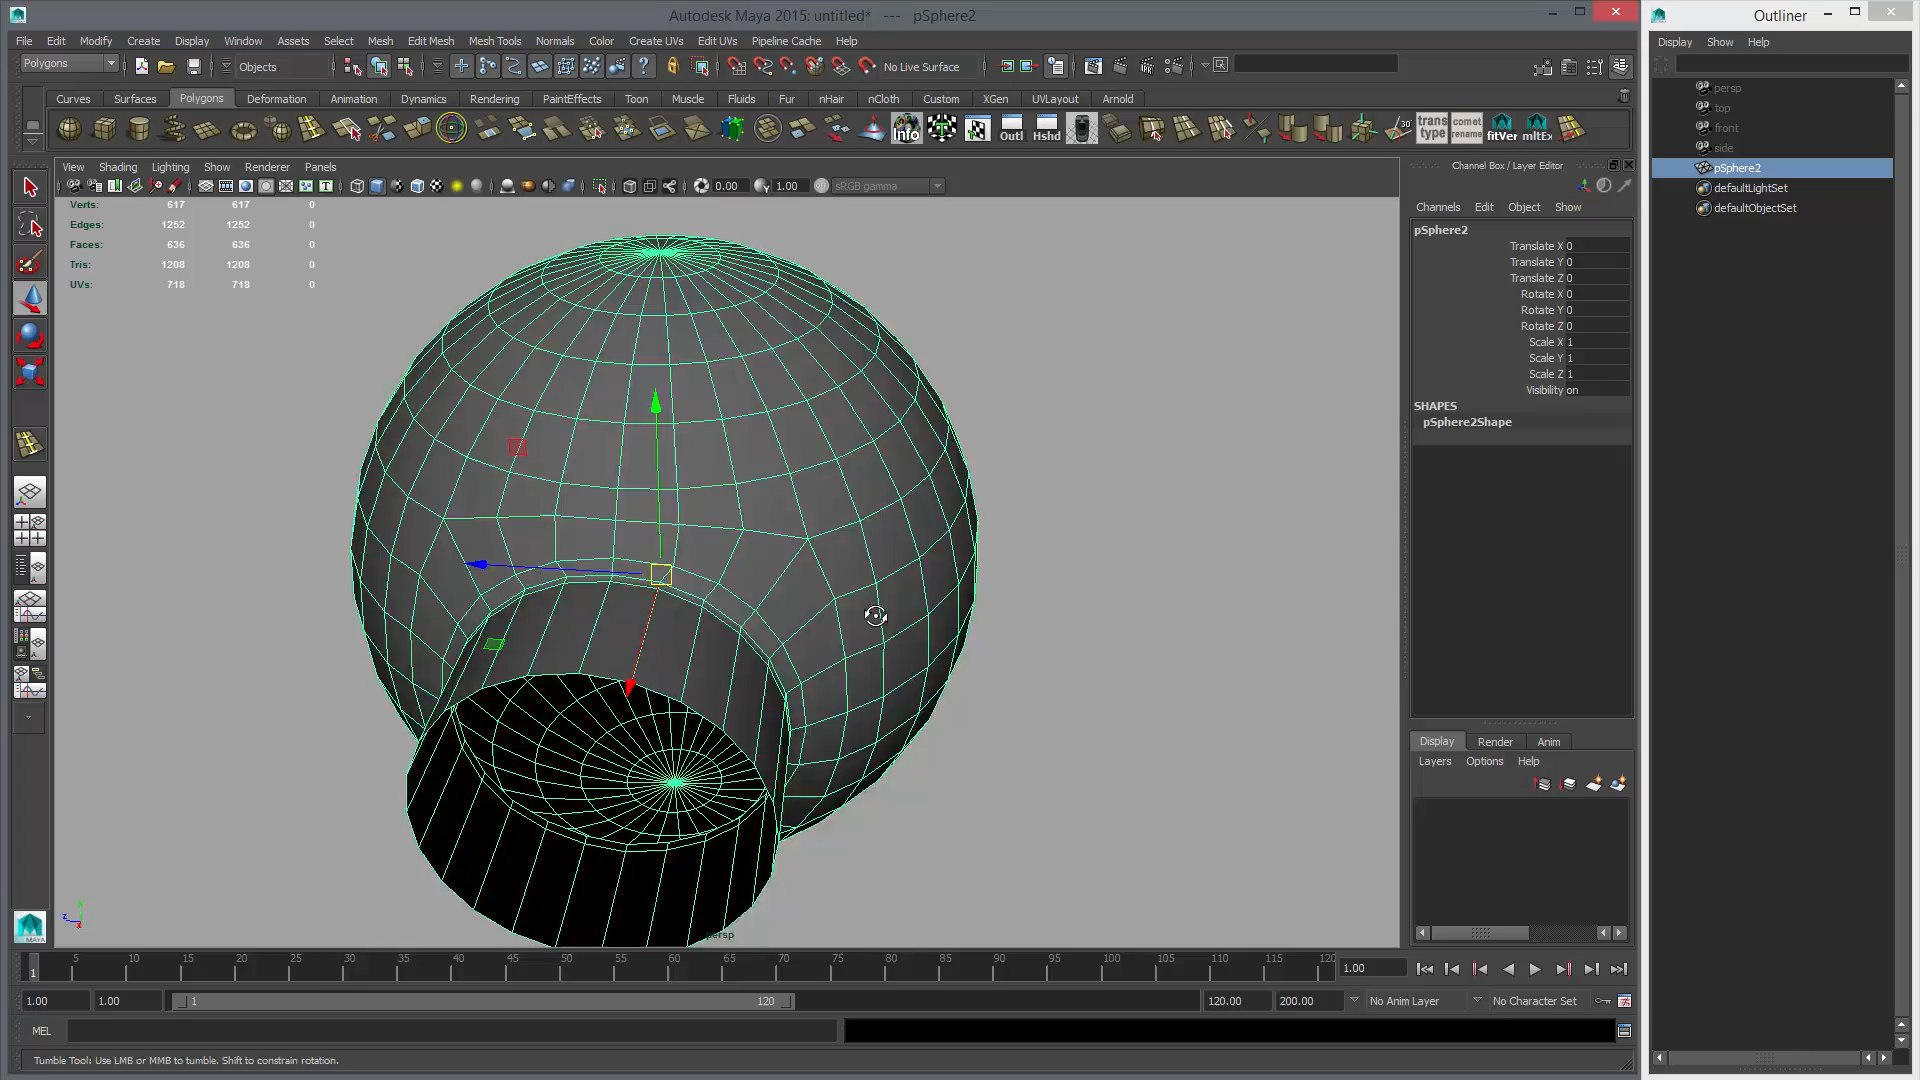 Autodesk Maya 2015: untitled* --- pSphere2
Outliner
File Edit Modify Create Display Window Assets Select Mesh Edit Mesh Mesh Tools Normals Color Create UVs Edit UVs Pipeline Cache Help
Display Show Help
Polygons Objects No Live Surface
Curves Surfaces Polygons Deformation Animation Dynamics Rendering PaintEffects Toon Muscle Fluids Fur nHair nCloth Custom XGen UVLayout Arnold
Info Outl Hshd 30 trans type comet rename fitVer mltEx
View Shading Lighting Show Renderer Panels
0.00 1.00 sRGB gamma
Verts: 617 617 0
Edges: 1252 1252 0
Faces: 636 636 0
Tris: 1208 1208 0
UVs: 718 718 0
persp
Channel Box / Layer Editor
Channels Edit Object Show
pSphere2
Translate X 0
Translate Y 0
Translate Z 0
Rotate X 0
Rotate Y 0
Rotate Z 0
Scale X 1
Scale Y 1
Scale Z 1
Visibility on
SHAPES
pSphere2Shape
Display Render Anim
Layers Options Help
persp
top
front
side
pSphere2
defaultLightSet
defaultObjectSet
MAYA
1 5 10 15 20 25 30 35 40 45 50 55 60 65 70 75 80 85 90 95 100 105 110 115 120 1.00
1.00 1.00 1 120 120.00 200.00 No Anim Layer No Character Set
MEL
Tumble Tool: Use LMB or MMB to tumble. Shift to constrain rotation.